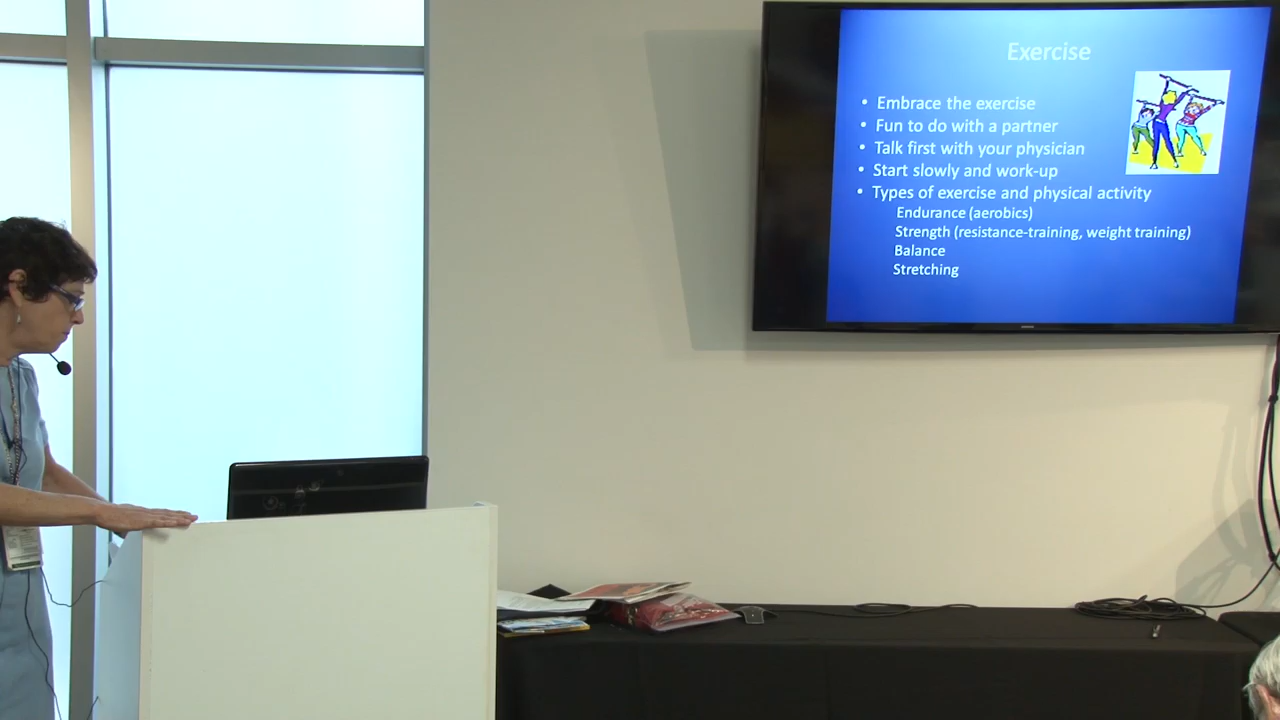 Exercise
• Embrace the exercise
• Fun to do with a partner
• Talk first with your physician
• Start slowly and work-up
• Types of exercise and physical activity
Endurance (aerobics)
Strength (resistance-training, weight training)
Balance
Stretching